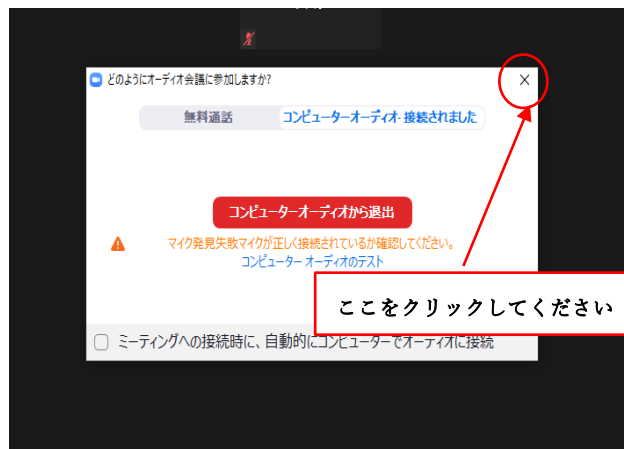 どのようにオーディオ会議に参加しますか?
無料通話
コンピューターオーディオ・接続されました
コンピューターオーディオから退出
マイク発見失敗マイクが正しく接続されているか確認してください。
コンピューター オーディオのテスト
ここをクリックしてください
ミーティングへの接続時に、自動的にコンピューターでオーディオに接続